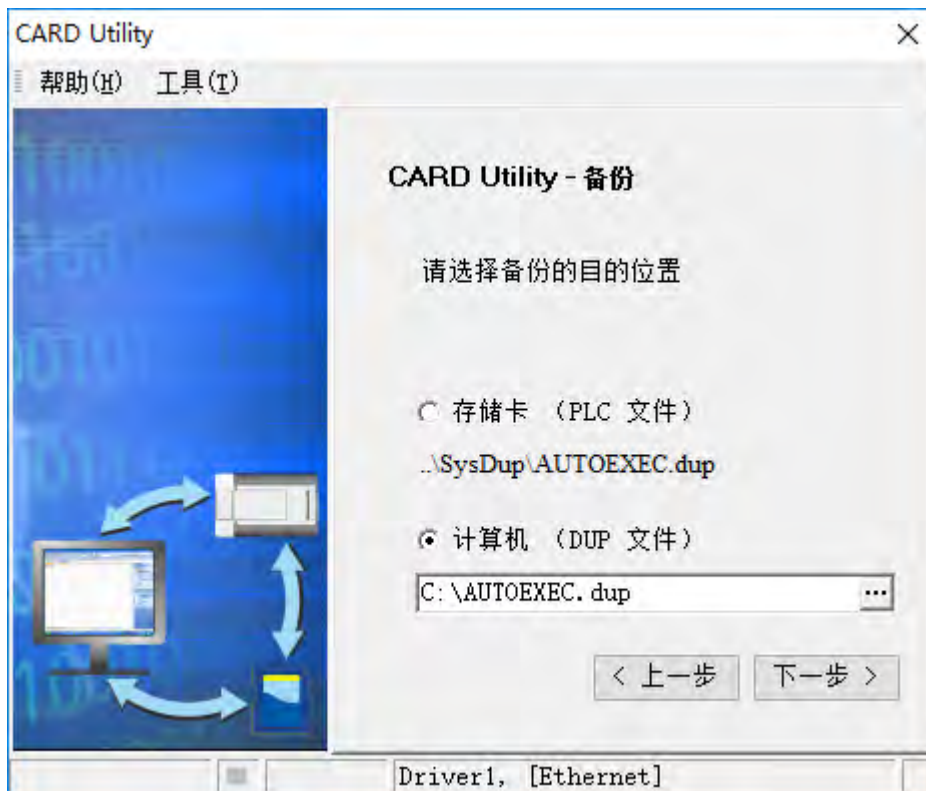 CARD Utility
帮助(H) 工具(T)
CARD Utility - 备份
请选择备份的目的位置
存储卡 （PLC 文件）
..\SysDup\AUTOEXEC.dup
计算机 （DUP 文件）
C:\AUTOEXEC.dup ...
< 上一步 下一步 >
Driver1, [Ethernet]